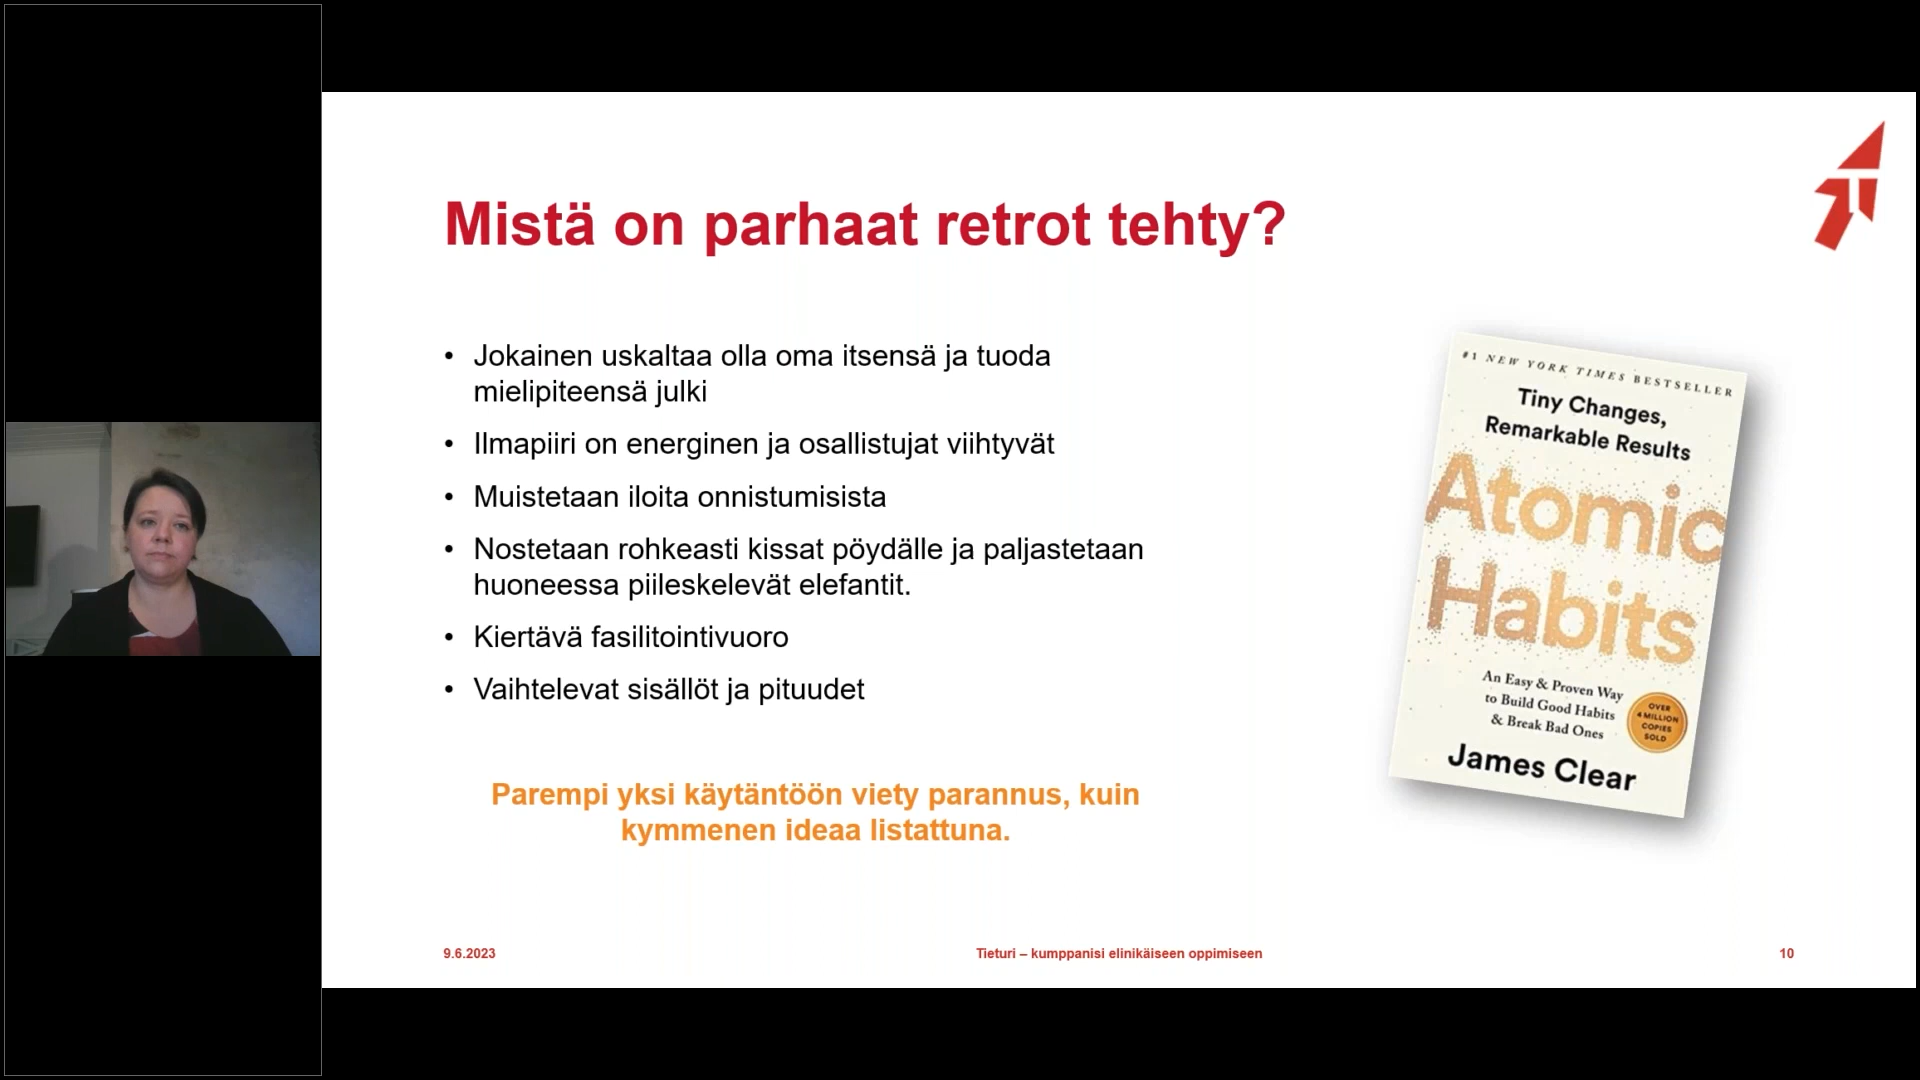 Mistä on parhaat retrot tehty?
• Jokainen uskaltaa olla oma itsensä ja tuoda
mielipiteensä julki
• Ilmapiiri on energinen ja osallistujat viihtyvät
• Muistetaan iloita onnistumisista
• Nostetaan rohkeasti kissat pöydälle ja paljastetaan
huoneessa piileskelevät elefantit.
• Kiertävä fasilitointivuoro
• Vaihtelevat sisällöt ja pituudet
Parempi yksi käytäntöön viety parannus, kuin
kymmenen ideaa listattuna.
#1 NEW YORK TIMES BESTSELLER
Tiny Changes,
Remarkable Results
Atomic
Habits
An Easy & Proven Way
to Build Good Habits
& Break Bad Ones
OVER
4 MILLION
COPIES
SOLD
James Clear
9.6.2023
Tieturi – kumppanisi elinikäiseen oppimiseen
10